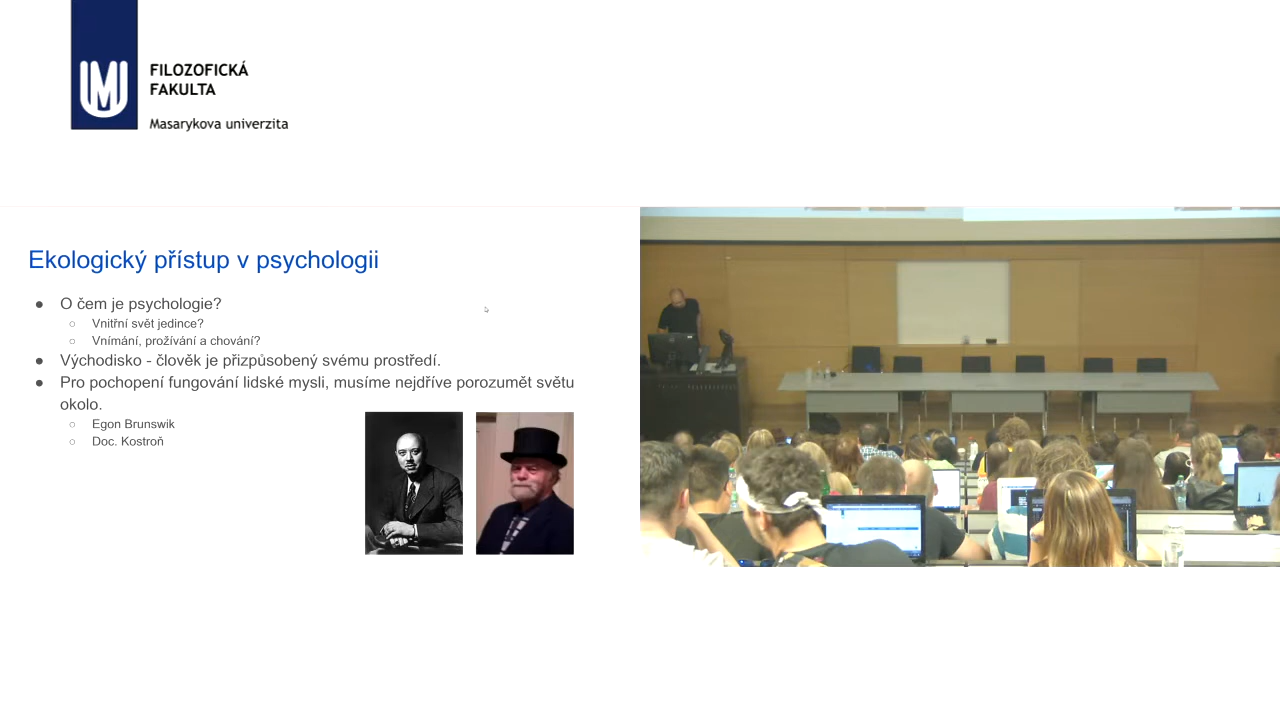 FILOZOFICKÁ
FAKULTA
Masarykova univerzita
Ekologický přístup v psychologii
● O čem je psychologie?
○ Vnitřní svět jedince?
○ Vnímání, prožívání a chování?
● Východisko - člověk je přizpůsobený svému prostředí.
● Pro pochopení fungování lidské mysli, musíme nejdříve porozumět světu
okolo.
○ Egon Brunswik
○ Doc. Kostroň